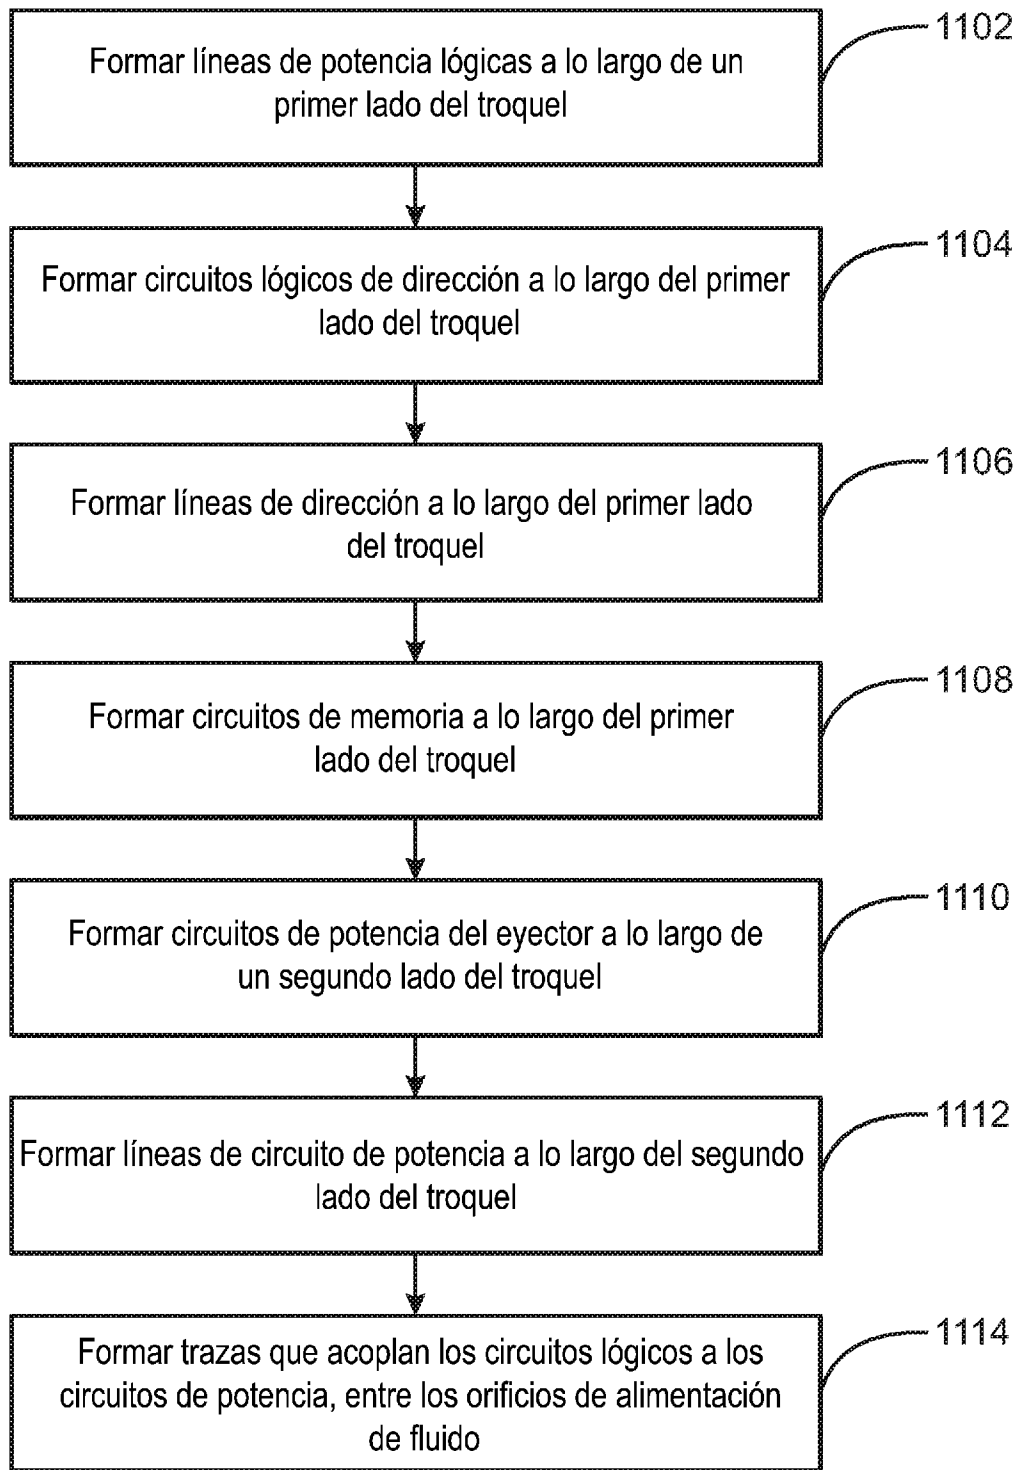 1102
Formar líneas de potencia lógicas a lo largo de un
primer lado del troquel
1104
Formar circuitos lógicos de dirección a lo largo del primer
lado del troquel
1106
Formar líneas de dirección a lo largo del primer lado
del troquel
1108
Formar circuitos de memoria a lo largo del primer
lado del troquel
1110
Formar circuitos de potencia del eyector a lo largo de
un segundo lado del troquel
1112
Formar líneas de circuito de potencia a lo largo del segundo
lado del troquel
1114
Formar trazas que acoplan los circuitos lógicos a los
circuitos de potencia, entre los orificios de alimentación
de fluido